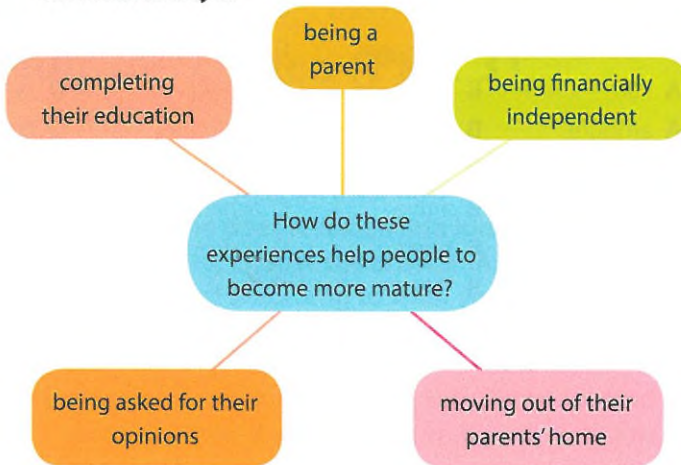 being a
parent
completing
their education
being financially
independent
How do these
experiences help people to
become more mature?
being asked for their
opinions
moving out of their
parents' home